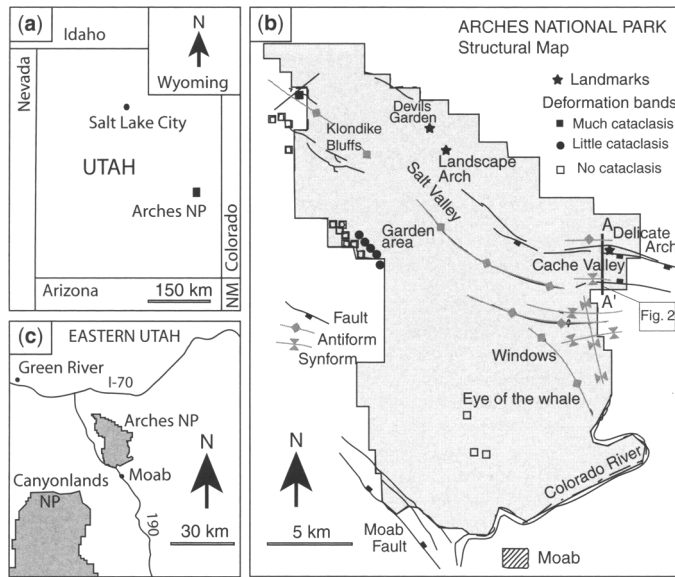 (a)
Idaho
N
Nevada
Wyoming
Salt Lake City
UTAH
Arches NP
Colorado
Arizona
150 km
NM
(b)
ARCHES NATIONAL PARK
Structural Map
Landmarks
Deformation bands
Much cataclasis
Little cataclasis
No cataclasis
Devils
Garden
Klondike
Bluffs
Landscape
Arch
Salt Valley
Garden
area
A
Delicate
Arch
Cache Valley
A'
Fig. 2
Fault
Antiform
Synform
Windows
Eye of the whale
N
5 km
Colorado River
Moab
Fault
Moab
(c)
EASTERN UTAH
Green River
I-70
Arches NP
N
Moab
Canyonlands
NP
190
30 km